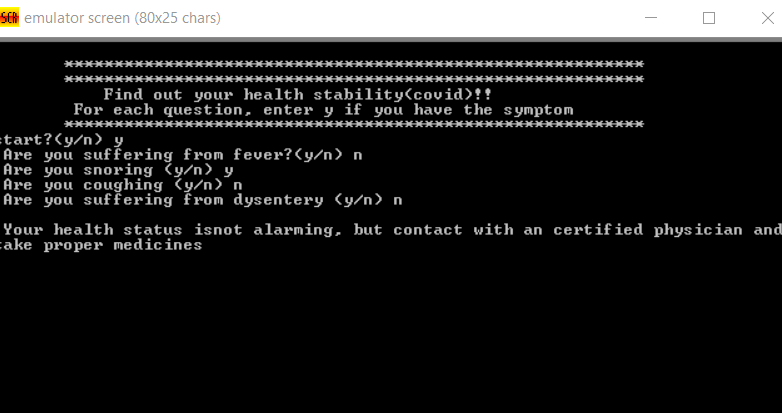 SCR emulator screen (80x25 chars)
**********************************************************
**********************************************************
Find out your health stability(covid)!!
For each question, enter y if you have the symptom
**********************************************************
start?(y/n) y
Are you suffering from fever?(y/n) n
Are you snoring (y/n) y
Are you coughing (y/n) n
Are you suffering from dysentery (y/n) n
Your health status isnot alarming, but contact with an certified physician and
take proper medicines